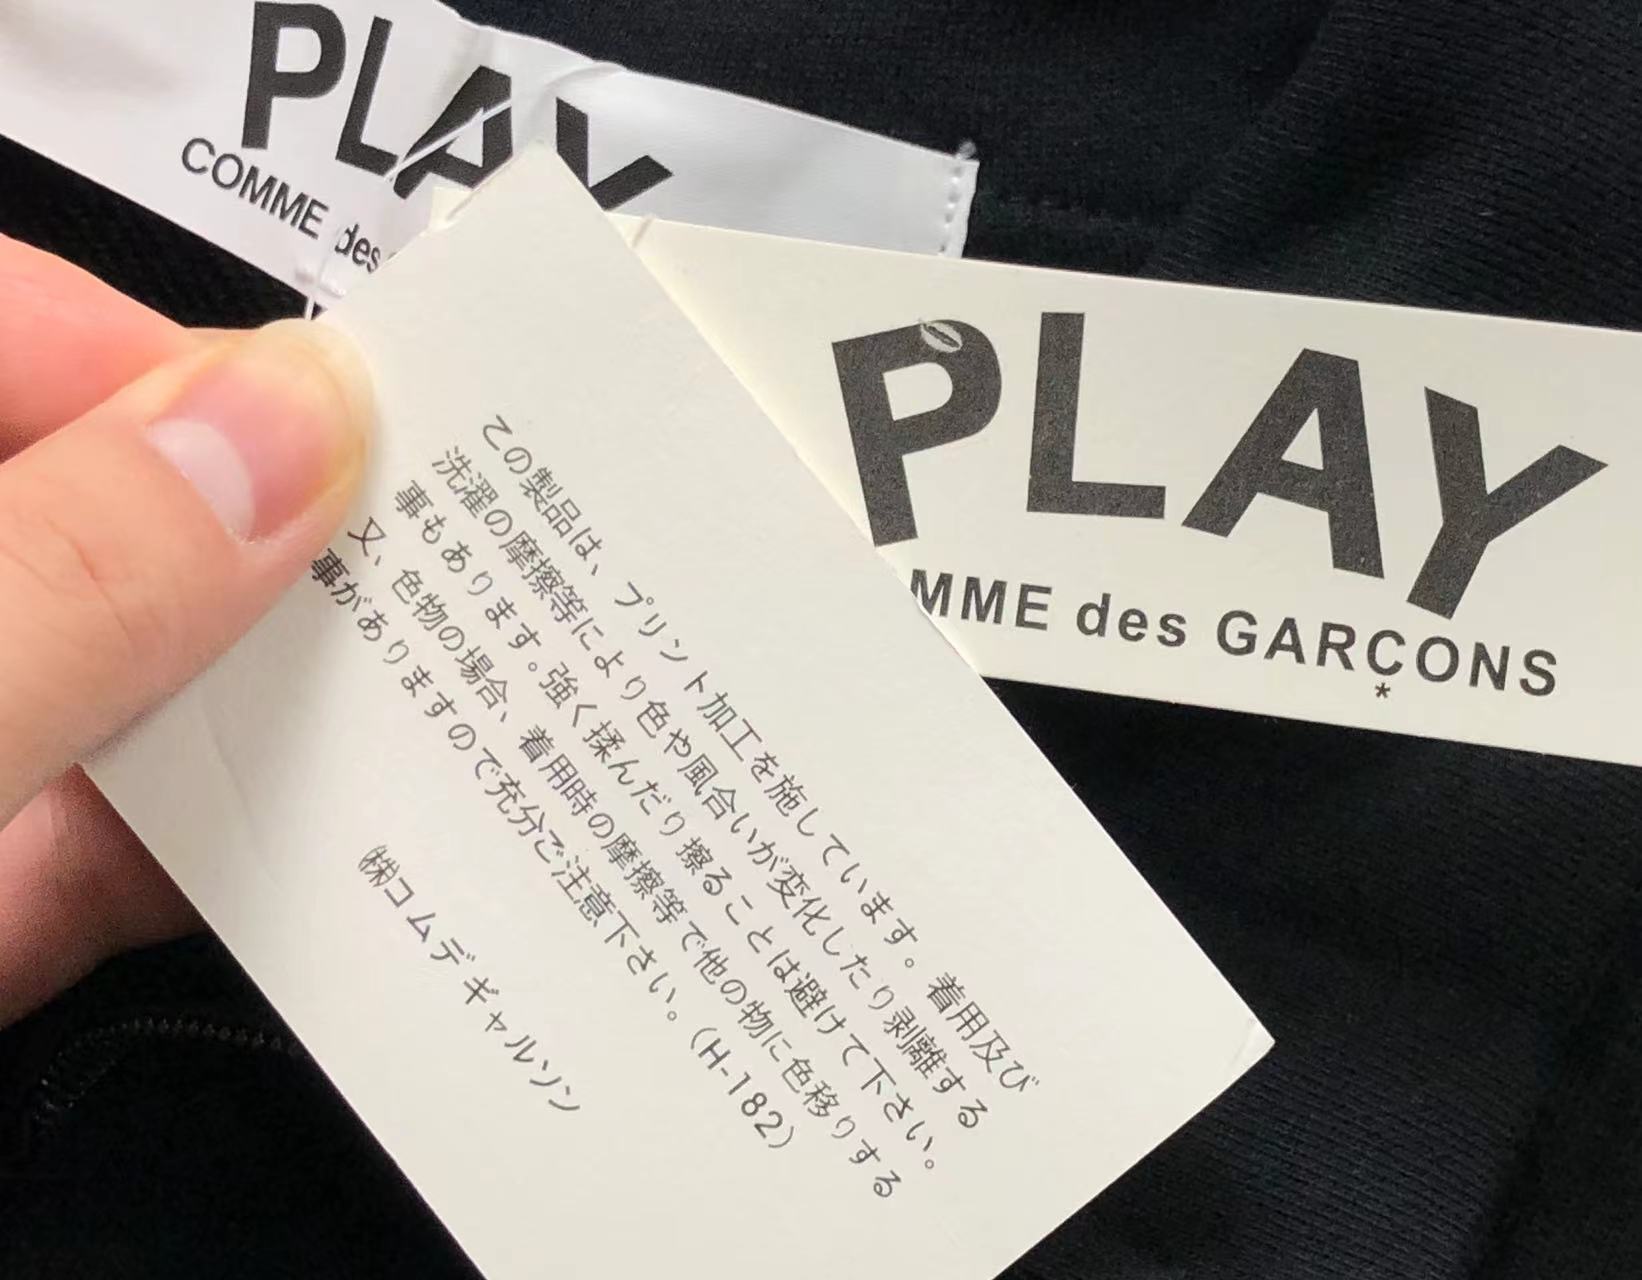 PLAY
COMME des
PLAY
MME des GARÇONS
*
この製品は、プリント加工を施しています。着用及び
洗濯の摩擦等により色や風合いが変化したり剥離する
事もあります。強く揉んだり擦ることは避けて下さい。
又、色物の場合、着用時の摩擦等で他の物に色移りする
事がありますので充分ご注意下さい。(H-182)
㈱コムデギャルソン